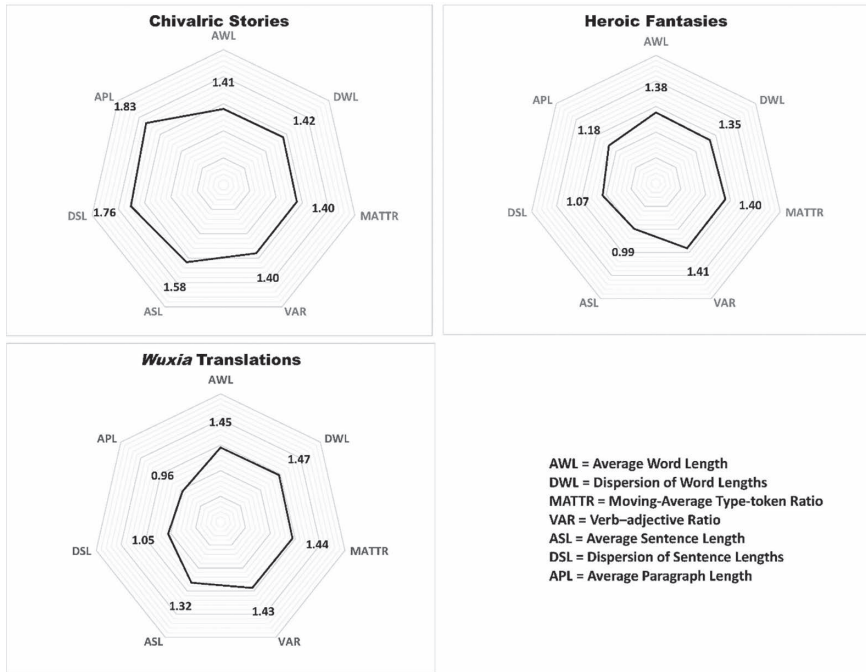 Chivalric Stories
AWL
1.41
DWL
1.42
MATTR
1.40
VAR
1.40
ASL
1.58
DSL
1.76
APL
1.83
Heroic Fantasies
AWL
1.38
DWL
1.35
MATTR
1.40
VAR
1.41
ASL
0.99
DSL
1.07
APL
1.18
Wuxia Translations
AWL
1.45
DWL
1.47
MATTR
1.44
VAR
1.43
ASL
1.32
DSL
1.05
APL
0.96
AWL = Average Word Length
DWL = Dispersion of Word Lengths
MATTR = Moving-Average Type-token Ratio
VAR = Verb–adjective Ratio
ASL = Average Sentence Length
DSL = Dispersion of Sentence Lengths
APL = Average Paragraph Length